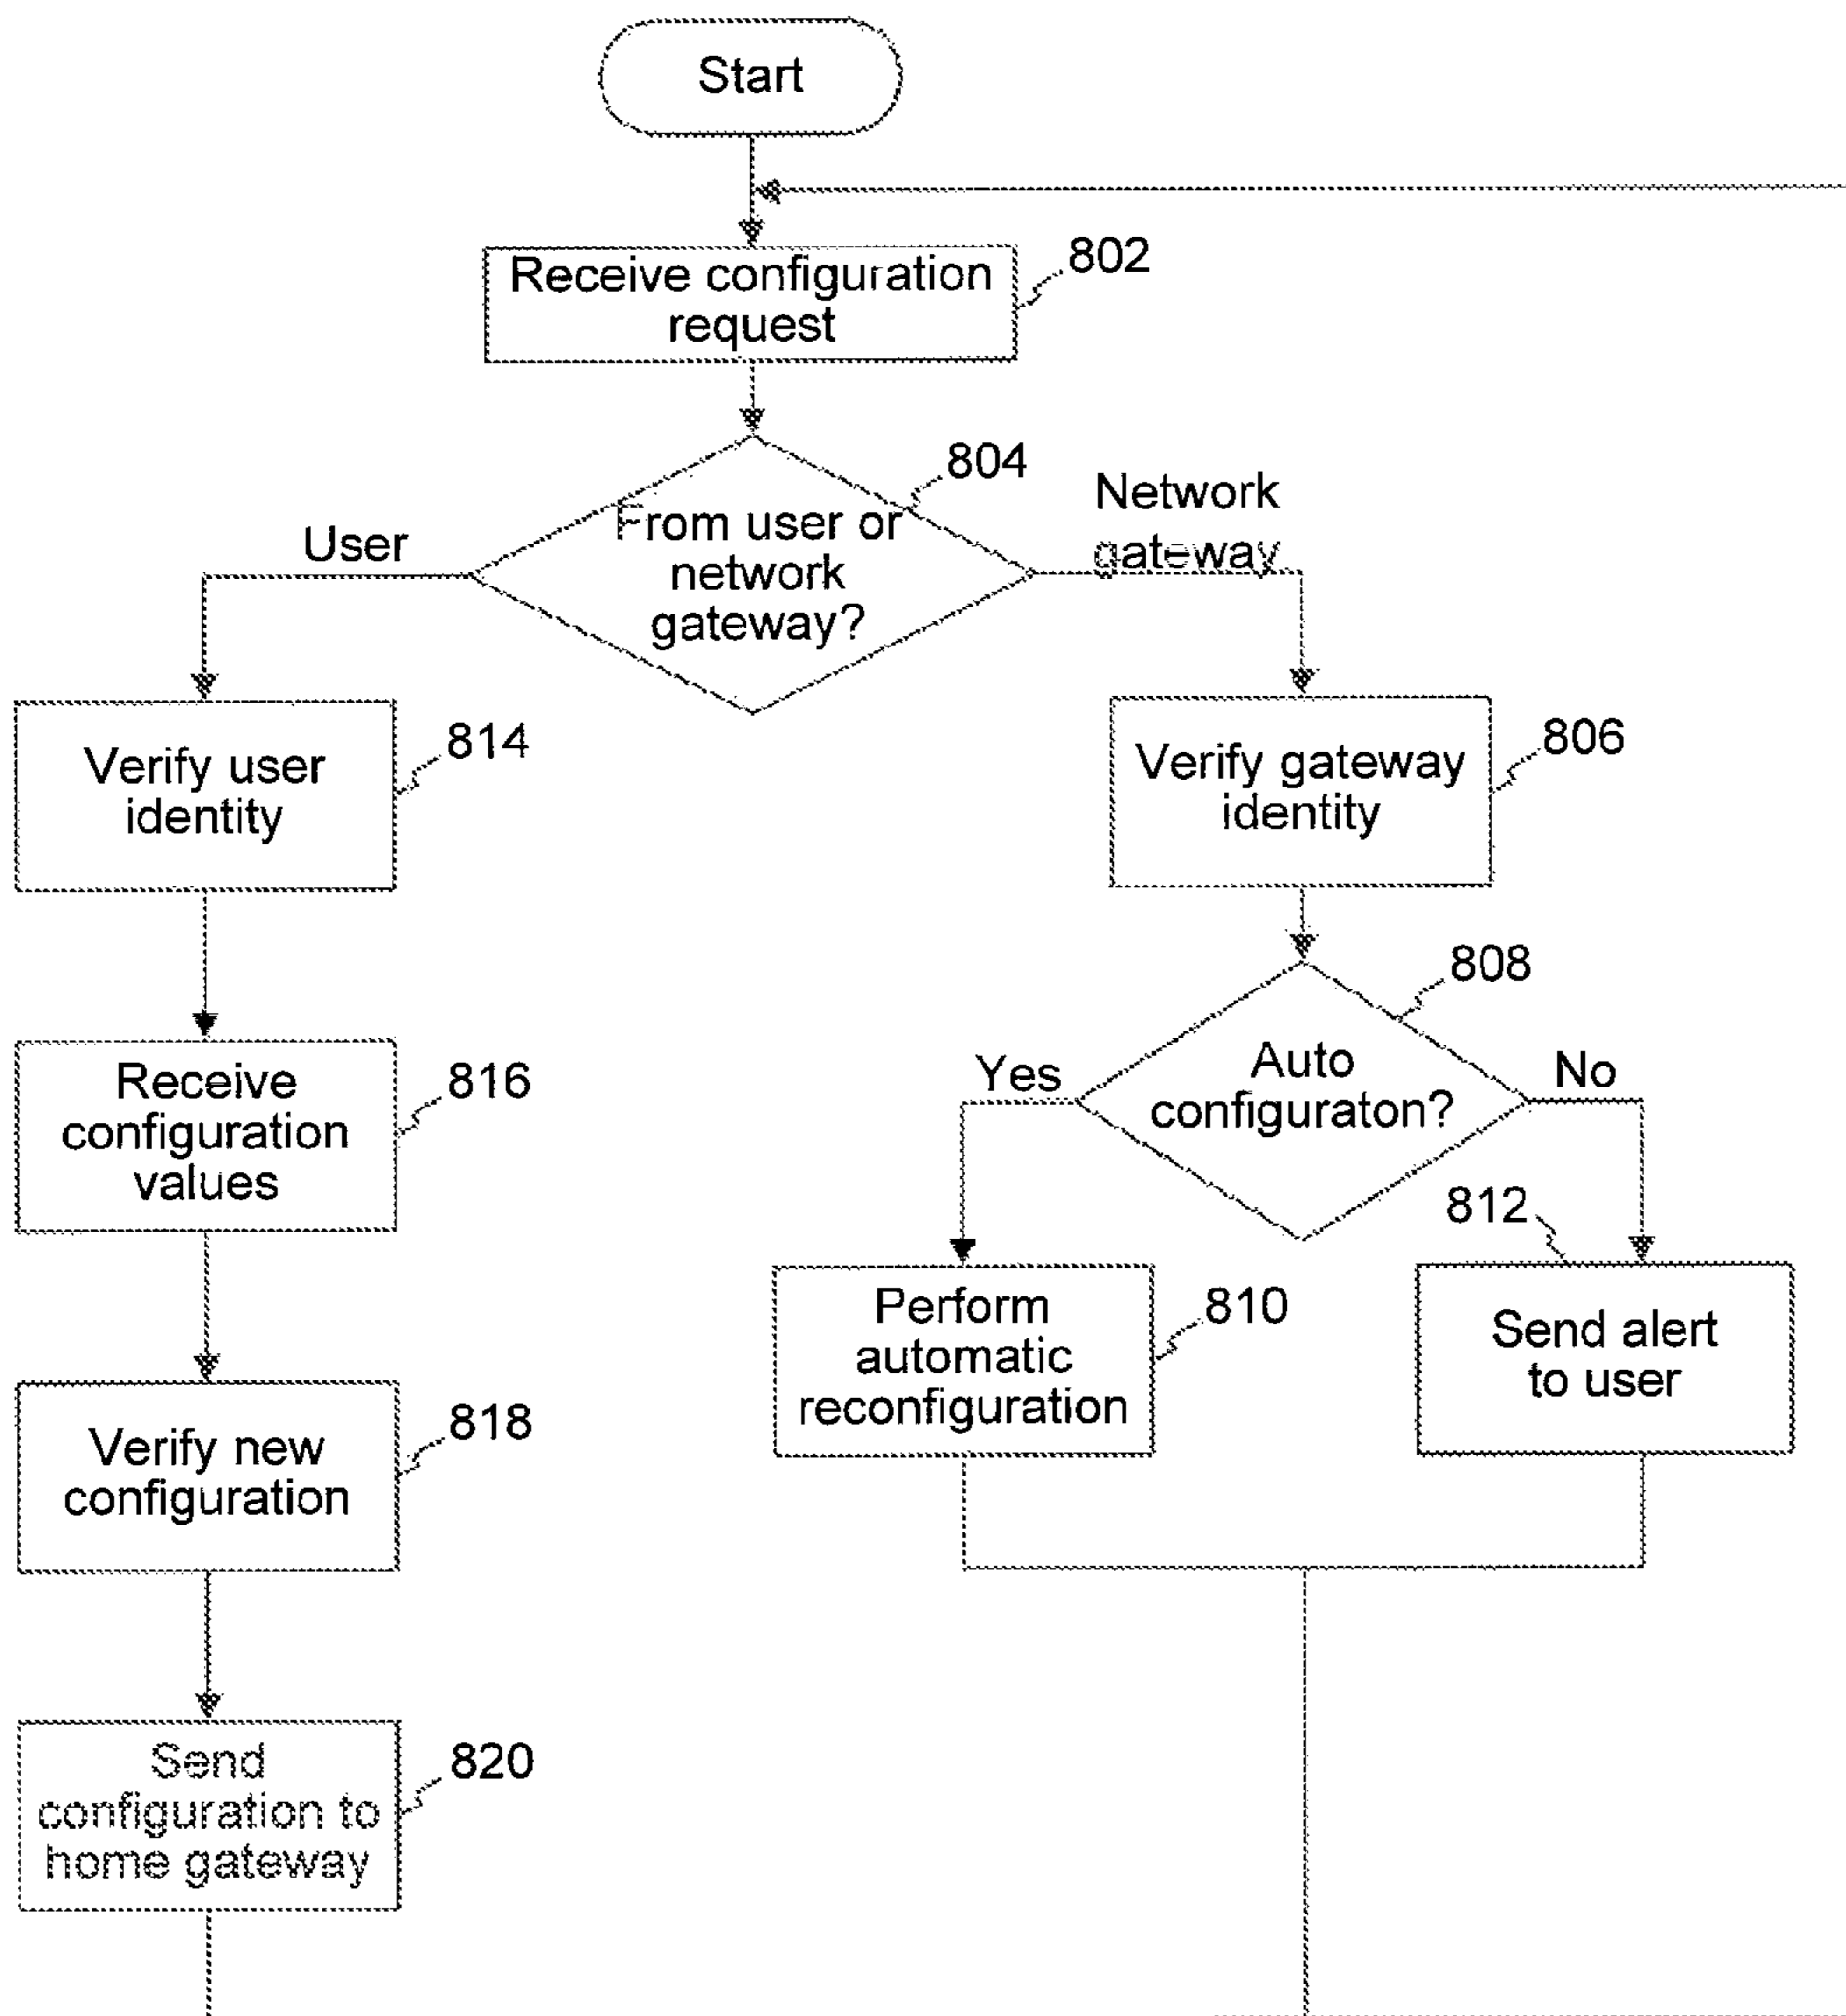 Start
Receive configuration
request
802
From user or
network
gateway?
804
User
Network
gateway
Verify user
identity
814
Verify gateway
identity
806
Auto
configuraton?
808
Yes
No
Receive
configuration
values
816
812
Perform
automatic
reconfiguration
810
Send alert
to user
Verify new
configuration
818
Send
configuration to
home gateway
820